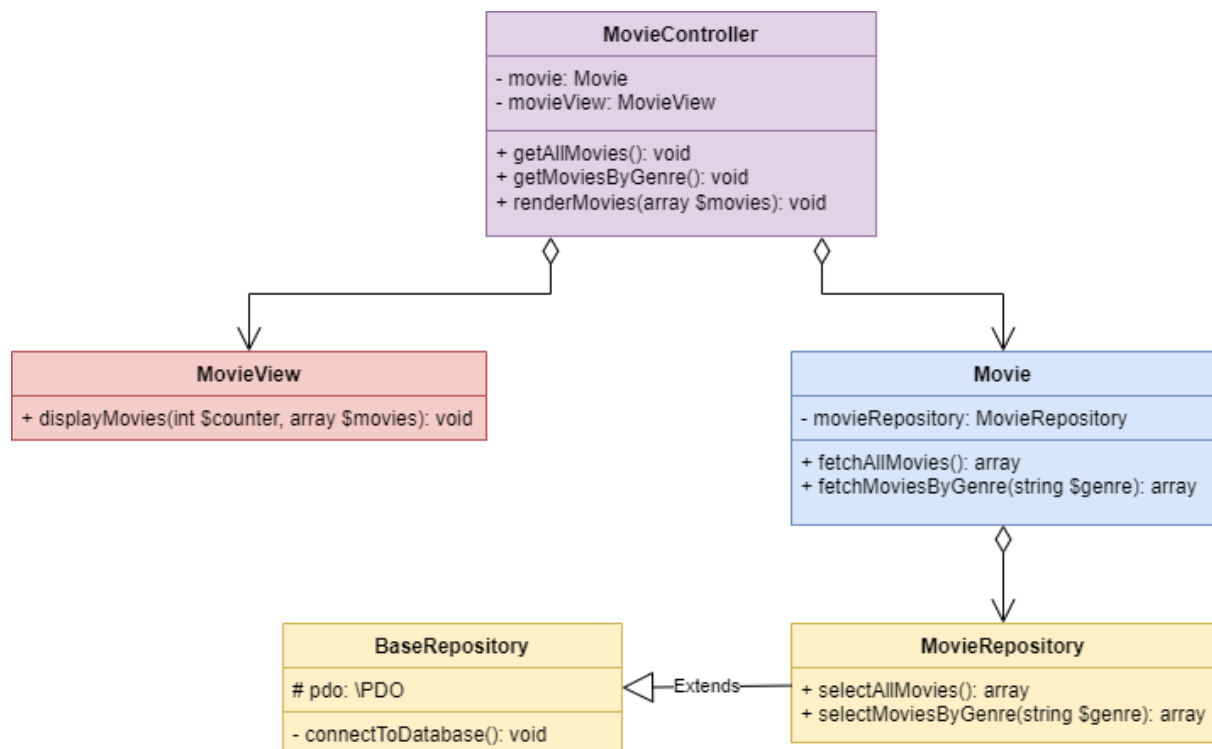 MovieController
- movie: Movie
- movieView: MovieView
+ getAllMovies(): void
+ getMoviesByGenre(): void
+ renderMovies(array $movies): void
MovieView
+ displayMovies(int $counter, array $movies): void
Movie
- movieRepository: MovieRepository
+ fetchAllMovies(): array
+ fetchMoviesByGenre(string $genre): array
BaseRepository
# pdo: \PDO
- connectToDatabase(): void
Extends
MovieRepository
+ selectAllMovies(): array
+ selectMoviesByGenre(string $genre): array